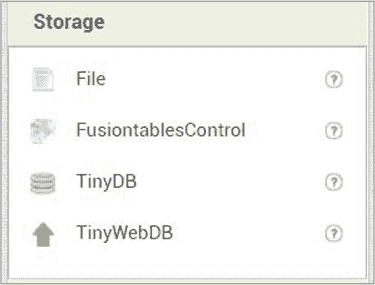 Storage
File ?
FusiontablesControl ?
TinyDB ?
TinyWebDB ?